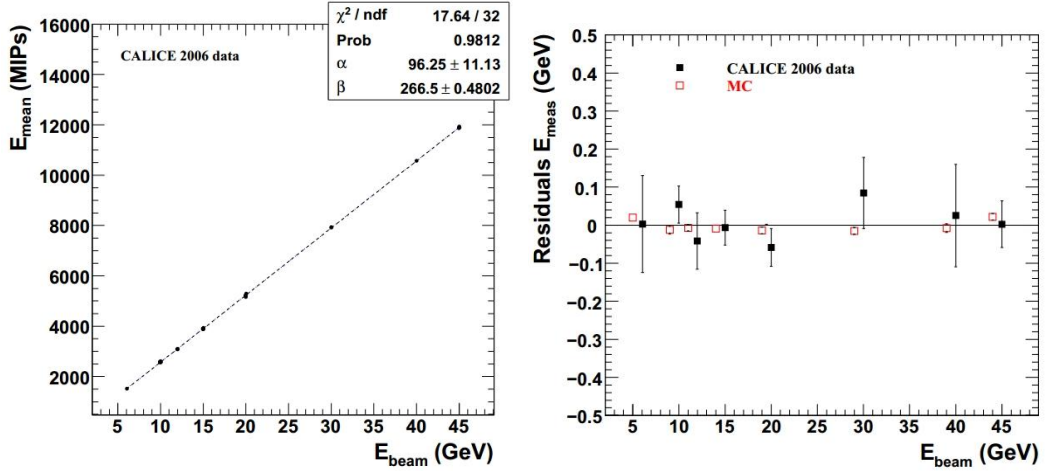 E_mean (MIPs)
16000
14000
12000
10000
8000
6000
4000
2000
CALICE 2006 data
χ² / ndf 17.64 / 32
Prob 0.9812
α 96.25 ± 11.13
β 266.5 ± 0.4802
5 10 15 20 25 30 35 40 45
E_beam (GeV)
Residuals E_meas (GeV)
0.5
0.4
0.3
0.2
0.1
0
−0.1
−0.2
−0.3
−0.4
−0.5
CALICE 2006 data
MC
5 10 15 20 25 30 35 40 45
E_beam (GeV)